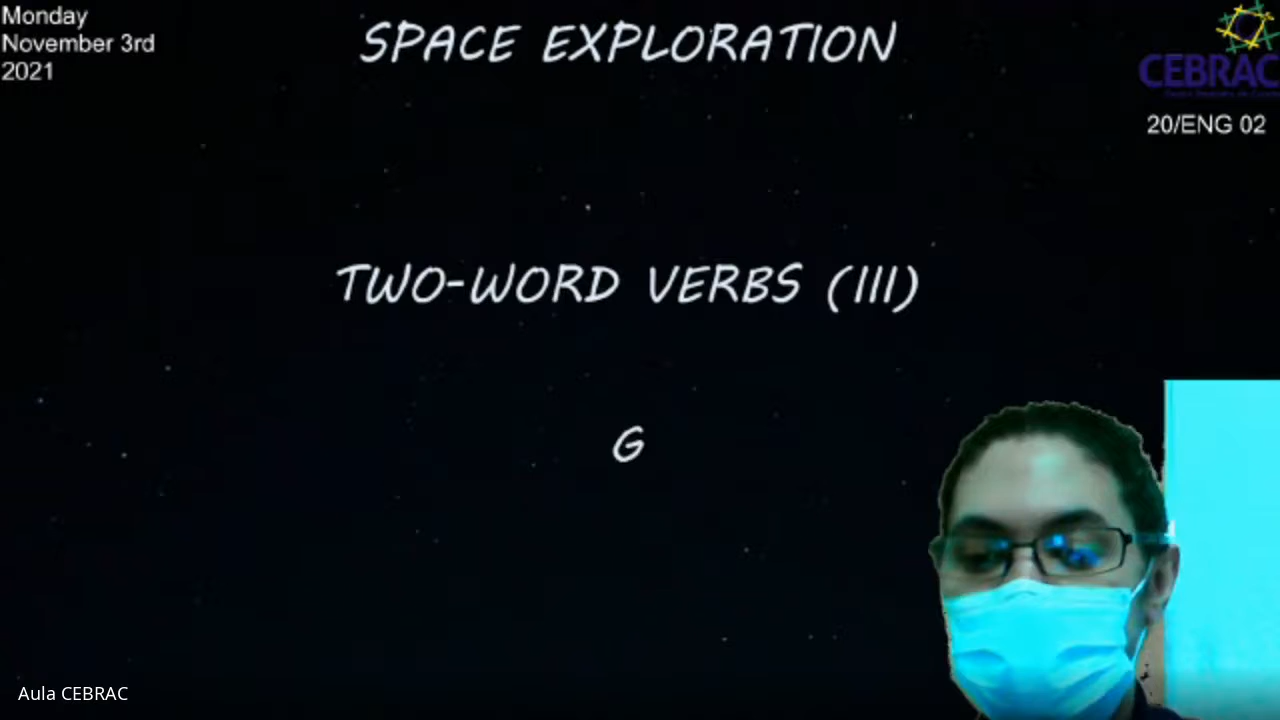 Monday
November 3rd
2021
SPACE EXPLORATION
CEBRAC
20/ENG 02
TWO-WORD VERBS (III)
G
Aula CEBRAC